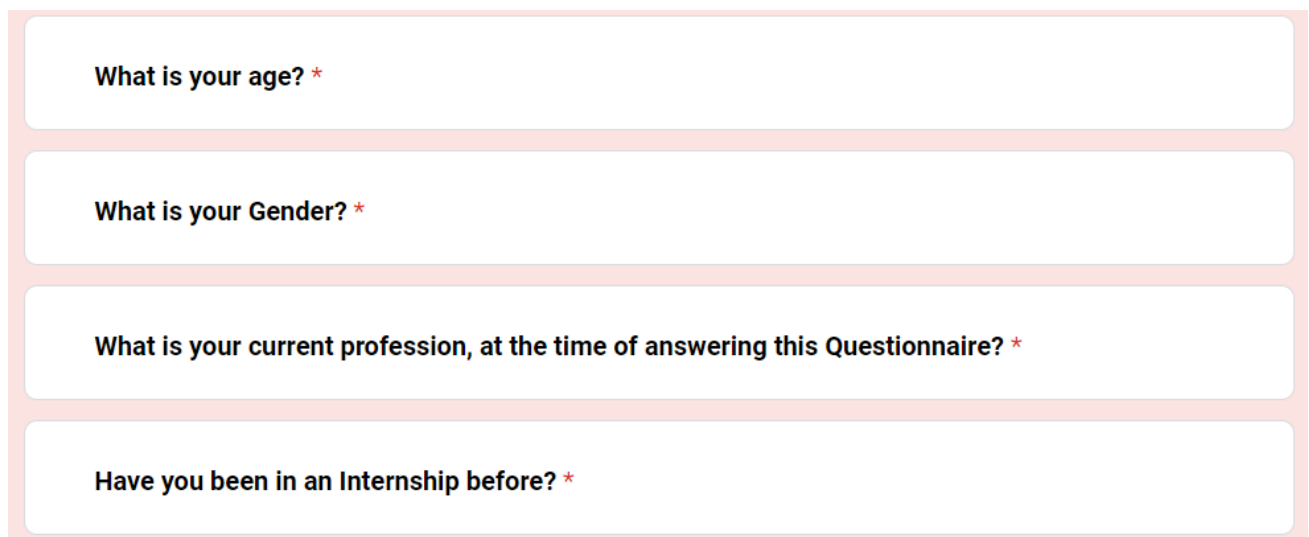 What is your age? *
What is your Gender? *
What is your current profession, at the time of answering this Questionnaire? *
Have you been in an Internship before? *